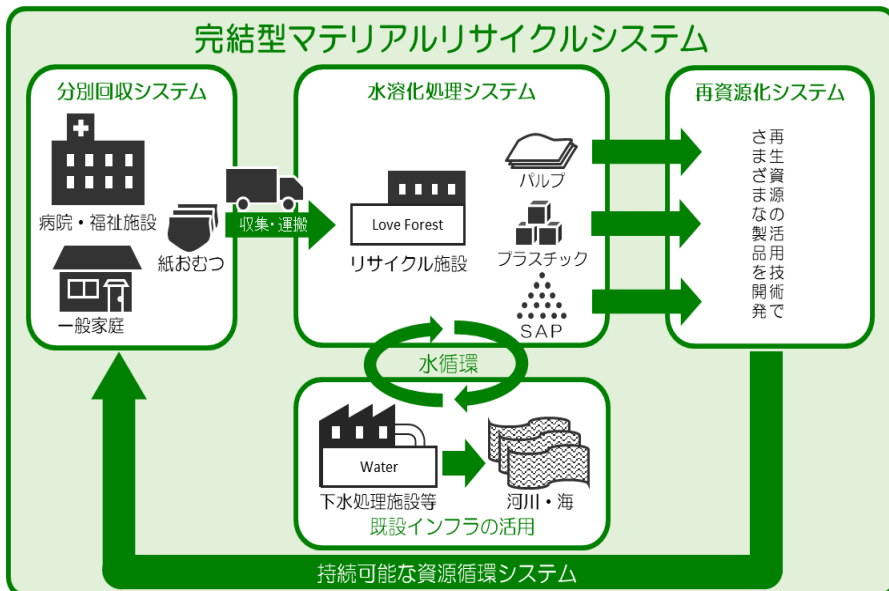 完結型マテリアルリサイクルシステム
分別回収システム
病院・福祉施設
紙おむつ
一般家庭
収集・運搬
水溶化処理システム
Love Forest
リサイクル施設
パルプ
プラスチック
SAP
再資源化システム
再生資源の活用技術で
さまざまな製品を開発
水循環
Water
下水処理施設等
河川・海
既設インフラの活用
持続可能な資源循環システム